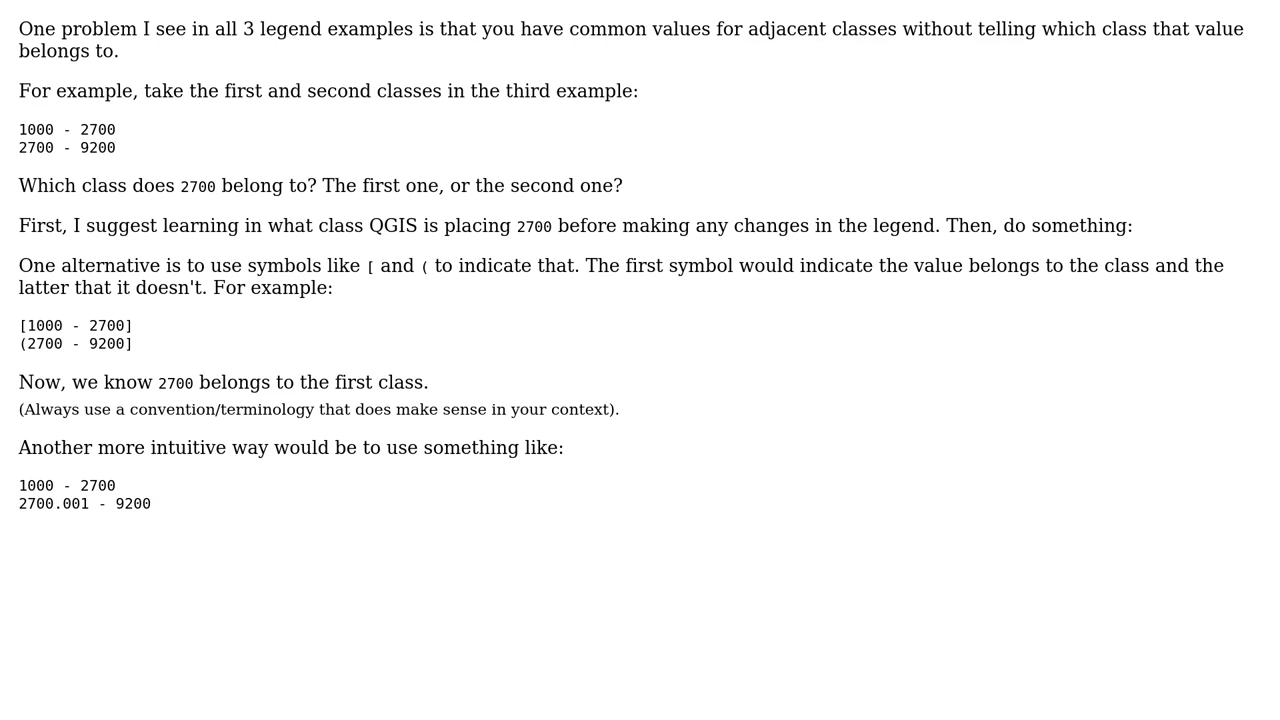 One problem I see in all 3 legend examples is that you have common values for adjacent classes without telling which class that value
belongs to.
For example, take the first and second classes in the third example:
1000 - 2700
2700 - 9200
Which class does 2700 belong to? The first one, or the second one?
First, I suggest learning in what class QGIS is placing 2700 before making any changes in the legend. Then, do something:
One alternative is to use symbols like [ and ( to indicate that. The first symbol would indicate the value belongs to the class and the
latter that it doesn't. For example:
[1000 - 2700]
(2700 - 9200]
Now, we know 2700 belongs to the first class.
(Always use a convention/terminology that does make sense in your context).
Another more intuitive way would be to use something like:
1000 - 2700
2700.001 - 9200